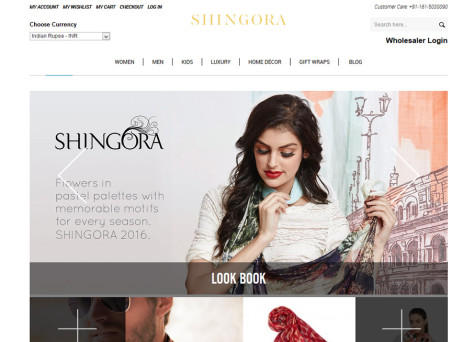 MY ACCOUNT MY WISHLIST MY CART CHECKOUT LOG IN
Customer Care: +91-161-5020090
SHINGORA
Choose Currency
Indian Rupee - INR
Search here...
Wholesaler Login
WOMEN | MEN | KIDS | LUXURY | HOME DÉCOR | GIFT WRAPS | BLOG
SHINGORA
Flowers in
pastel palettes with
memorable motifs
for every season.
SHINGORA 2016.
LOOK BOOK